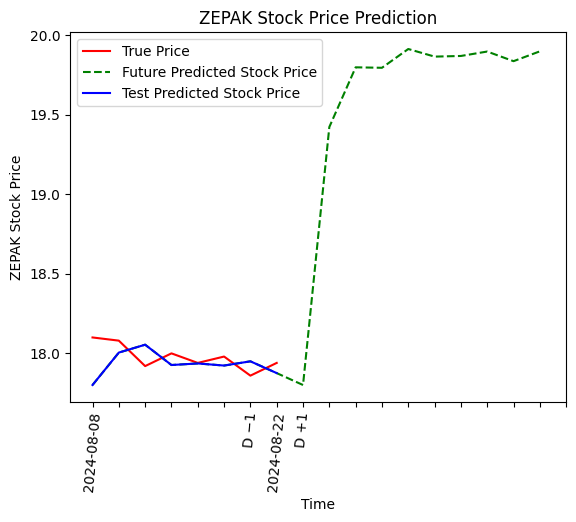 ZEPAK Stock Price Prediction
True Price
Future Predicted Stock Price
Test Predicted Stock Price
ZEPAK Stock Price
20.0
19.5
19.0
18.5
18.0
2024-08-08
D −1
2024-08-22
D +1
Time